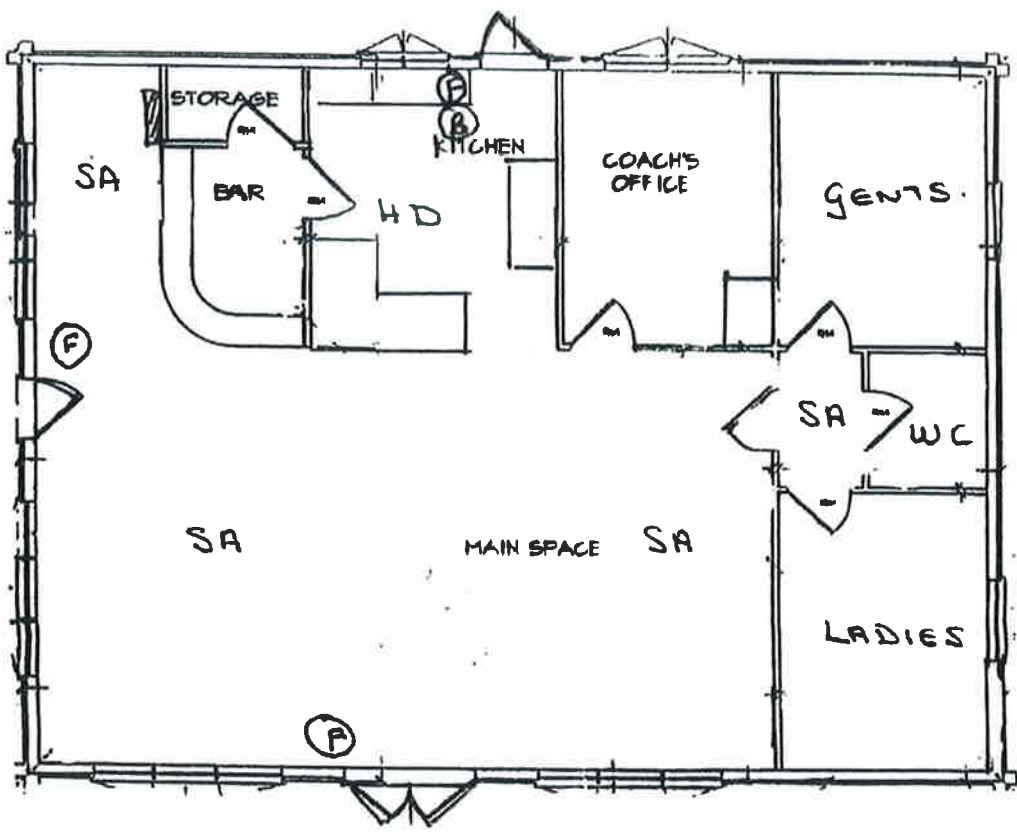 STORAGE
F
B
KITCHEN
SA
BAR
HD
COACH'S
OFFICE
GENTS.
F
SA
WC
SA
MAIN SPACE
SA
LADIES
F